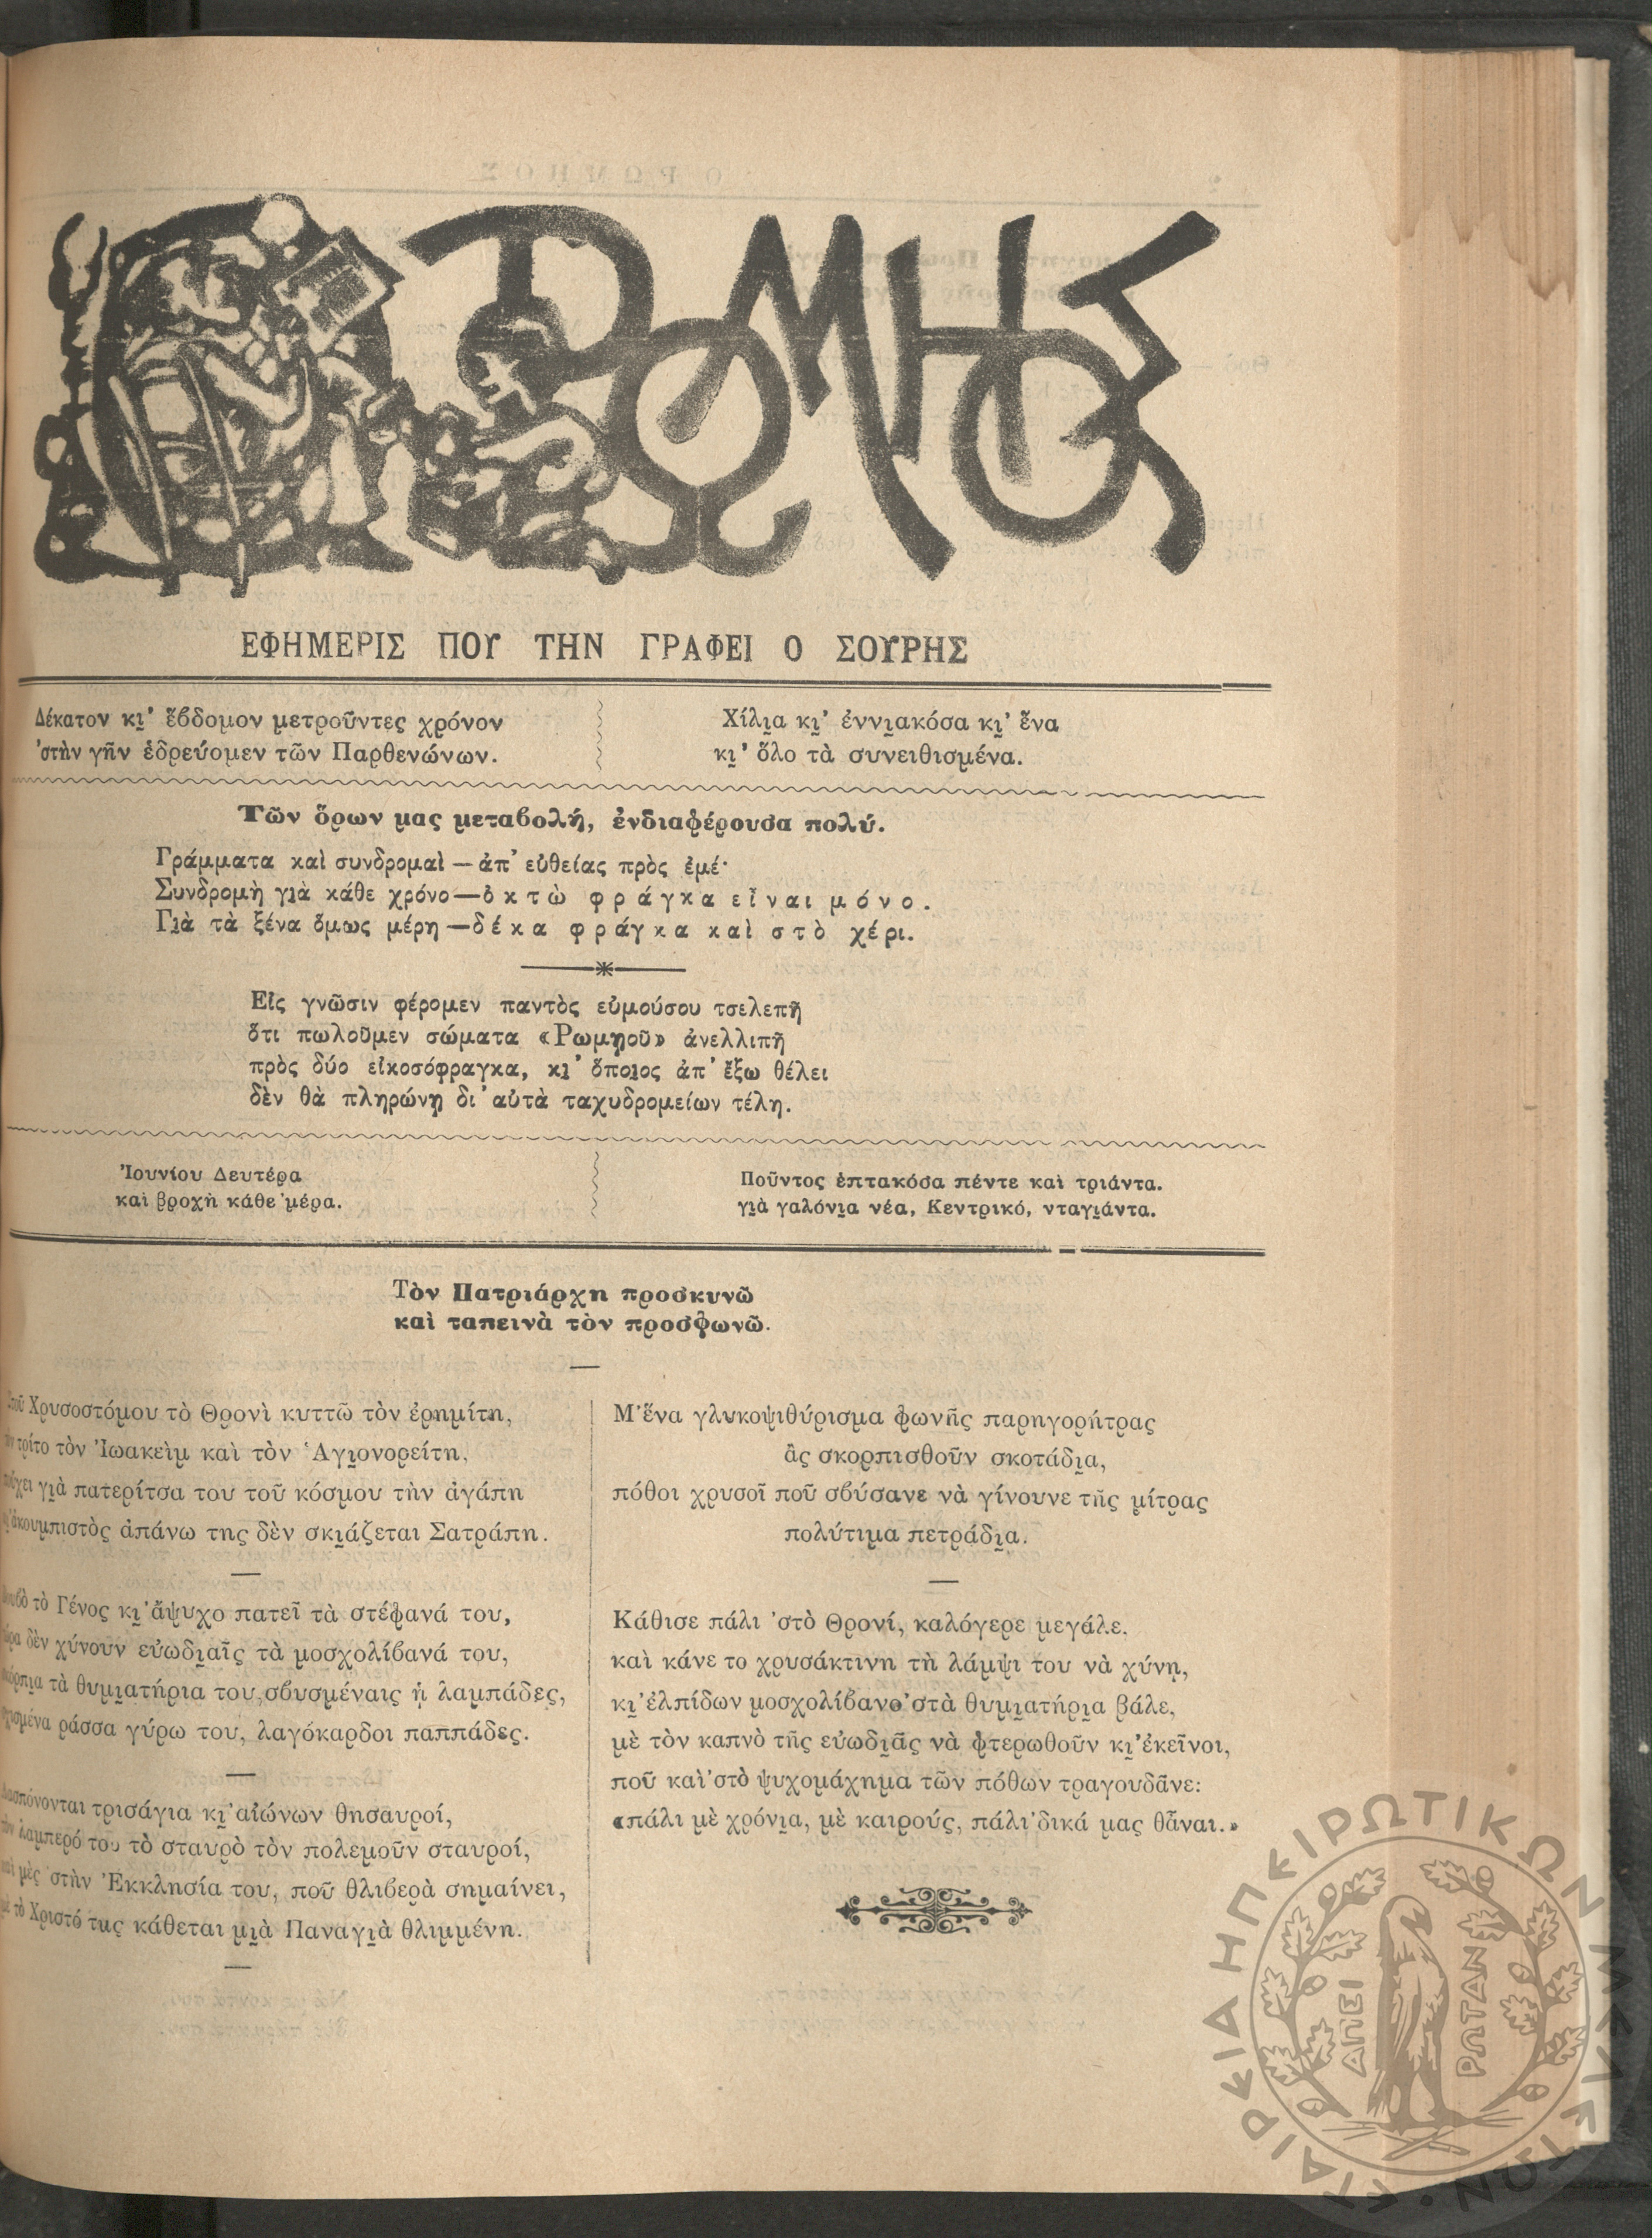 Ο ΡΩΜΗΟΣ
ΕΦΗΜΕΡΙΣ ΠΟΥ ΤΗΝ ΓΡΑΦΕΙ Ο ΣΟΥΡΗΣ
Δέκατον κι' ἕβδομον μετροῦντες χρόνον
'στὴν γῆν ἑδρεύομεν τῶν Παρθενώνων.
Χίλια κι' ἐννιακόσα κι' ἕνα
κι' ὅλο τὰ συνειθισμένα.
Τῶν ὅρων μας μεταβολή, ἐνδιαφέρουσα πολύ.
Γράμματα καὶ συνδρομαὶ — ἀπ' εὐθείας πρὸς ἐμέ·
Συνδρομὴ γιὰ κάθε χρόνο — ὀκτὼ φράγκα εἶναι μόνο.
Γιὰ τὰ ξένα ὅμως μέρη — δέκα φράγκα καὶ στὸ χέρι.
Εἰς γνῶσιν φέρομεν παντὸς εὐμούσου τσελεπῆ
ὅτι πωλοῦμεν σώματα «Ρωμῃοῦ» ἀνελλιπῆ
πρὸς δύο εἰκοσόφραγκα, κι' ὅποιος ἀπ' ἔξω θέλει
δὲν θὰ πληρώνῃ δι' αὐτὰ ταχυδρομείων τέλη.
Ἰουνίου Δευτέρα
καὶ βροχὴ κάθε 'μέρα.
Ποῦντος ἑπτακόσα πέντε καὶ τριάντα.
γιὰ γαλόνια νέα, Κεντρικό, νταγιάντα.
Τὸν Πατριάρχη προσκυνῶ
καὶ ταπεινὰ τὸν προσφωνῶ.
Χρυσοστόμου τὸ Θρονὶ κυττῶ τὸν ἐρημίτη,
τρίτο τὸν Ἰωακεὶμ καὶ τὸν Ἁγιονορείτη,
γιὰ πατερίτσα του τοῦ κόσμου τὴν ἀγάπη
κι' ἀκουμπιστὸς ἀπάνω της δὲν σκιάζεται Σατράπη.
τὸ Γένος κι' ἄψυχο πατεῖ τὰ στέφανά του,
δὲν χύνουν εὐωδιαῖς τὰ μοσχολίβανά του,
τὰ θυμιατήρια του, σβυσμέναις ᾑ λαμπάδες,
ράσσα γύρω του, λαγόκαρδοι παππάδες.
τρισάγια κι' αἰώνων θησαυροί,
λαμπερό του τὸ σταυρὸ τὸν πολεμοῦν σταυροί,
μὲς 'στὴν Ἐκκλησία του, ποῦ θλιβερὰ σημαίνει,
μὲ τὸ Χριστό της κάθεται μιὰ Παναγιὰ θλιμμένη.
Μ' ἕνα γλυκοψιθύρισμα φωνῆς παρηγορήτρας
ἂς σκορπισθοῦν σκοτάδια,
πόθοι χρυσοῖ ποῦ σβύσανε νὰ γίνουνε τῆς μίτρας
πολύτιμα πετράδια.
Κάθισε πάλι 'στὸ Θρονί, καλόγερε μεγάλε,
καὶ κάνε το χρυσάκτινη τὴ λάμψι του νὰ χύνῃ,
κι' ἐλπίδων μοσχολίβανο 'στὰ θυμιατήρια βάλε,
μὲ τὸν καπνὸ τῆς εὐωδιᾶς νὰ φτερωθοῦν κι' ἐκεῖνοι,
ποῦ καὶ 'στὸ ψυχομάχημα τῶν πόθων τραγουδᾶνε:
«πάλι μὲ χρόνια, μὲ καιρούς, πάλι 'δικά μας θἆναι.»
ΕΤΑΙΡΕΙΑ ΗΠΕΙΡΩΤΙΚΩΝ ΜΕΛΕΤΩΝ
ΑΠΕΙ ΡΩΤΑΝ